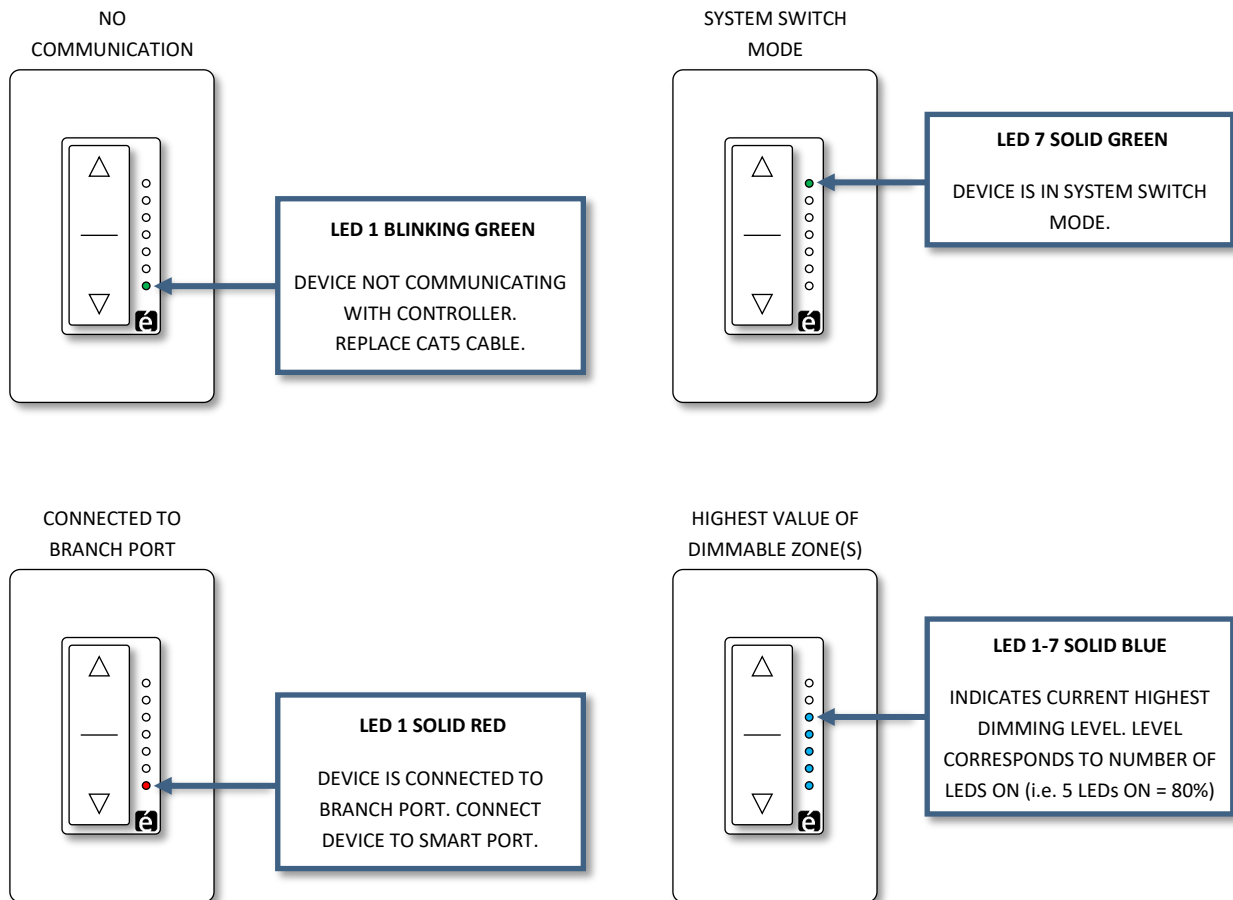 NO
COMMUNICATION
é
LED 1 BLINKING GREEN
DEVICE NOT COMMUNICATING
WITH CONTROLLER.
REPLACE CAT5 CABLE.
SYSTEM SWITCH
MODE
é
LED 7 SOLID GREEN
DEVICE IS IN SYSTEM SWITCH
MODE.
CONNECTED TO
BRANCH PORT
é
LED 1 SOLID RED
DEVICE IS CONNECTED TO
BRANCH PORT. CONNECT
DEVICE TO SMART PORT.
HIGHEST VALUE OF
DIMMABLE ZONE(S)
é
LED 1-7 SOLID BLUE
INDICATES CURRENT HIGHEST
DIMMING LEVEL. LEVEL
CORRESPONDS TO NUMBER OF
LEDS ON (i.e. 5 LEDs ON = 80%)